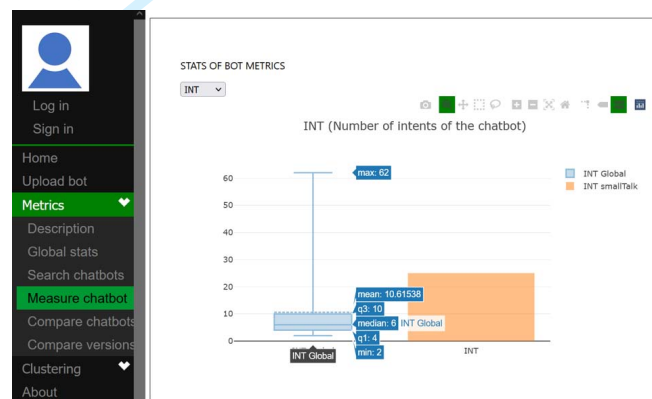 Log in
Sign in
Home
Upload bot
Metrics
Description
Global stats
Search chatbots
Measure chatbot
Compare chatbots
Compare versions
Clustering
About
STATS OF BOT METRICS
INT
INT (Number of intents of the chatbot)
60
50
40
30
20
10
0
max: 62
mean: 10.61538
q3: 10
median: 6 INT Global
q1: 4
min: 2
INT Global
INT
INT Global
INT smallTalk